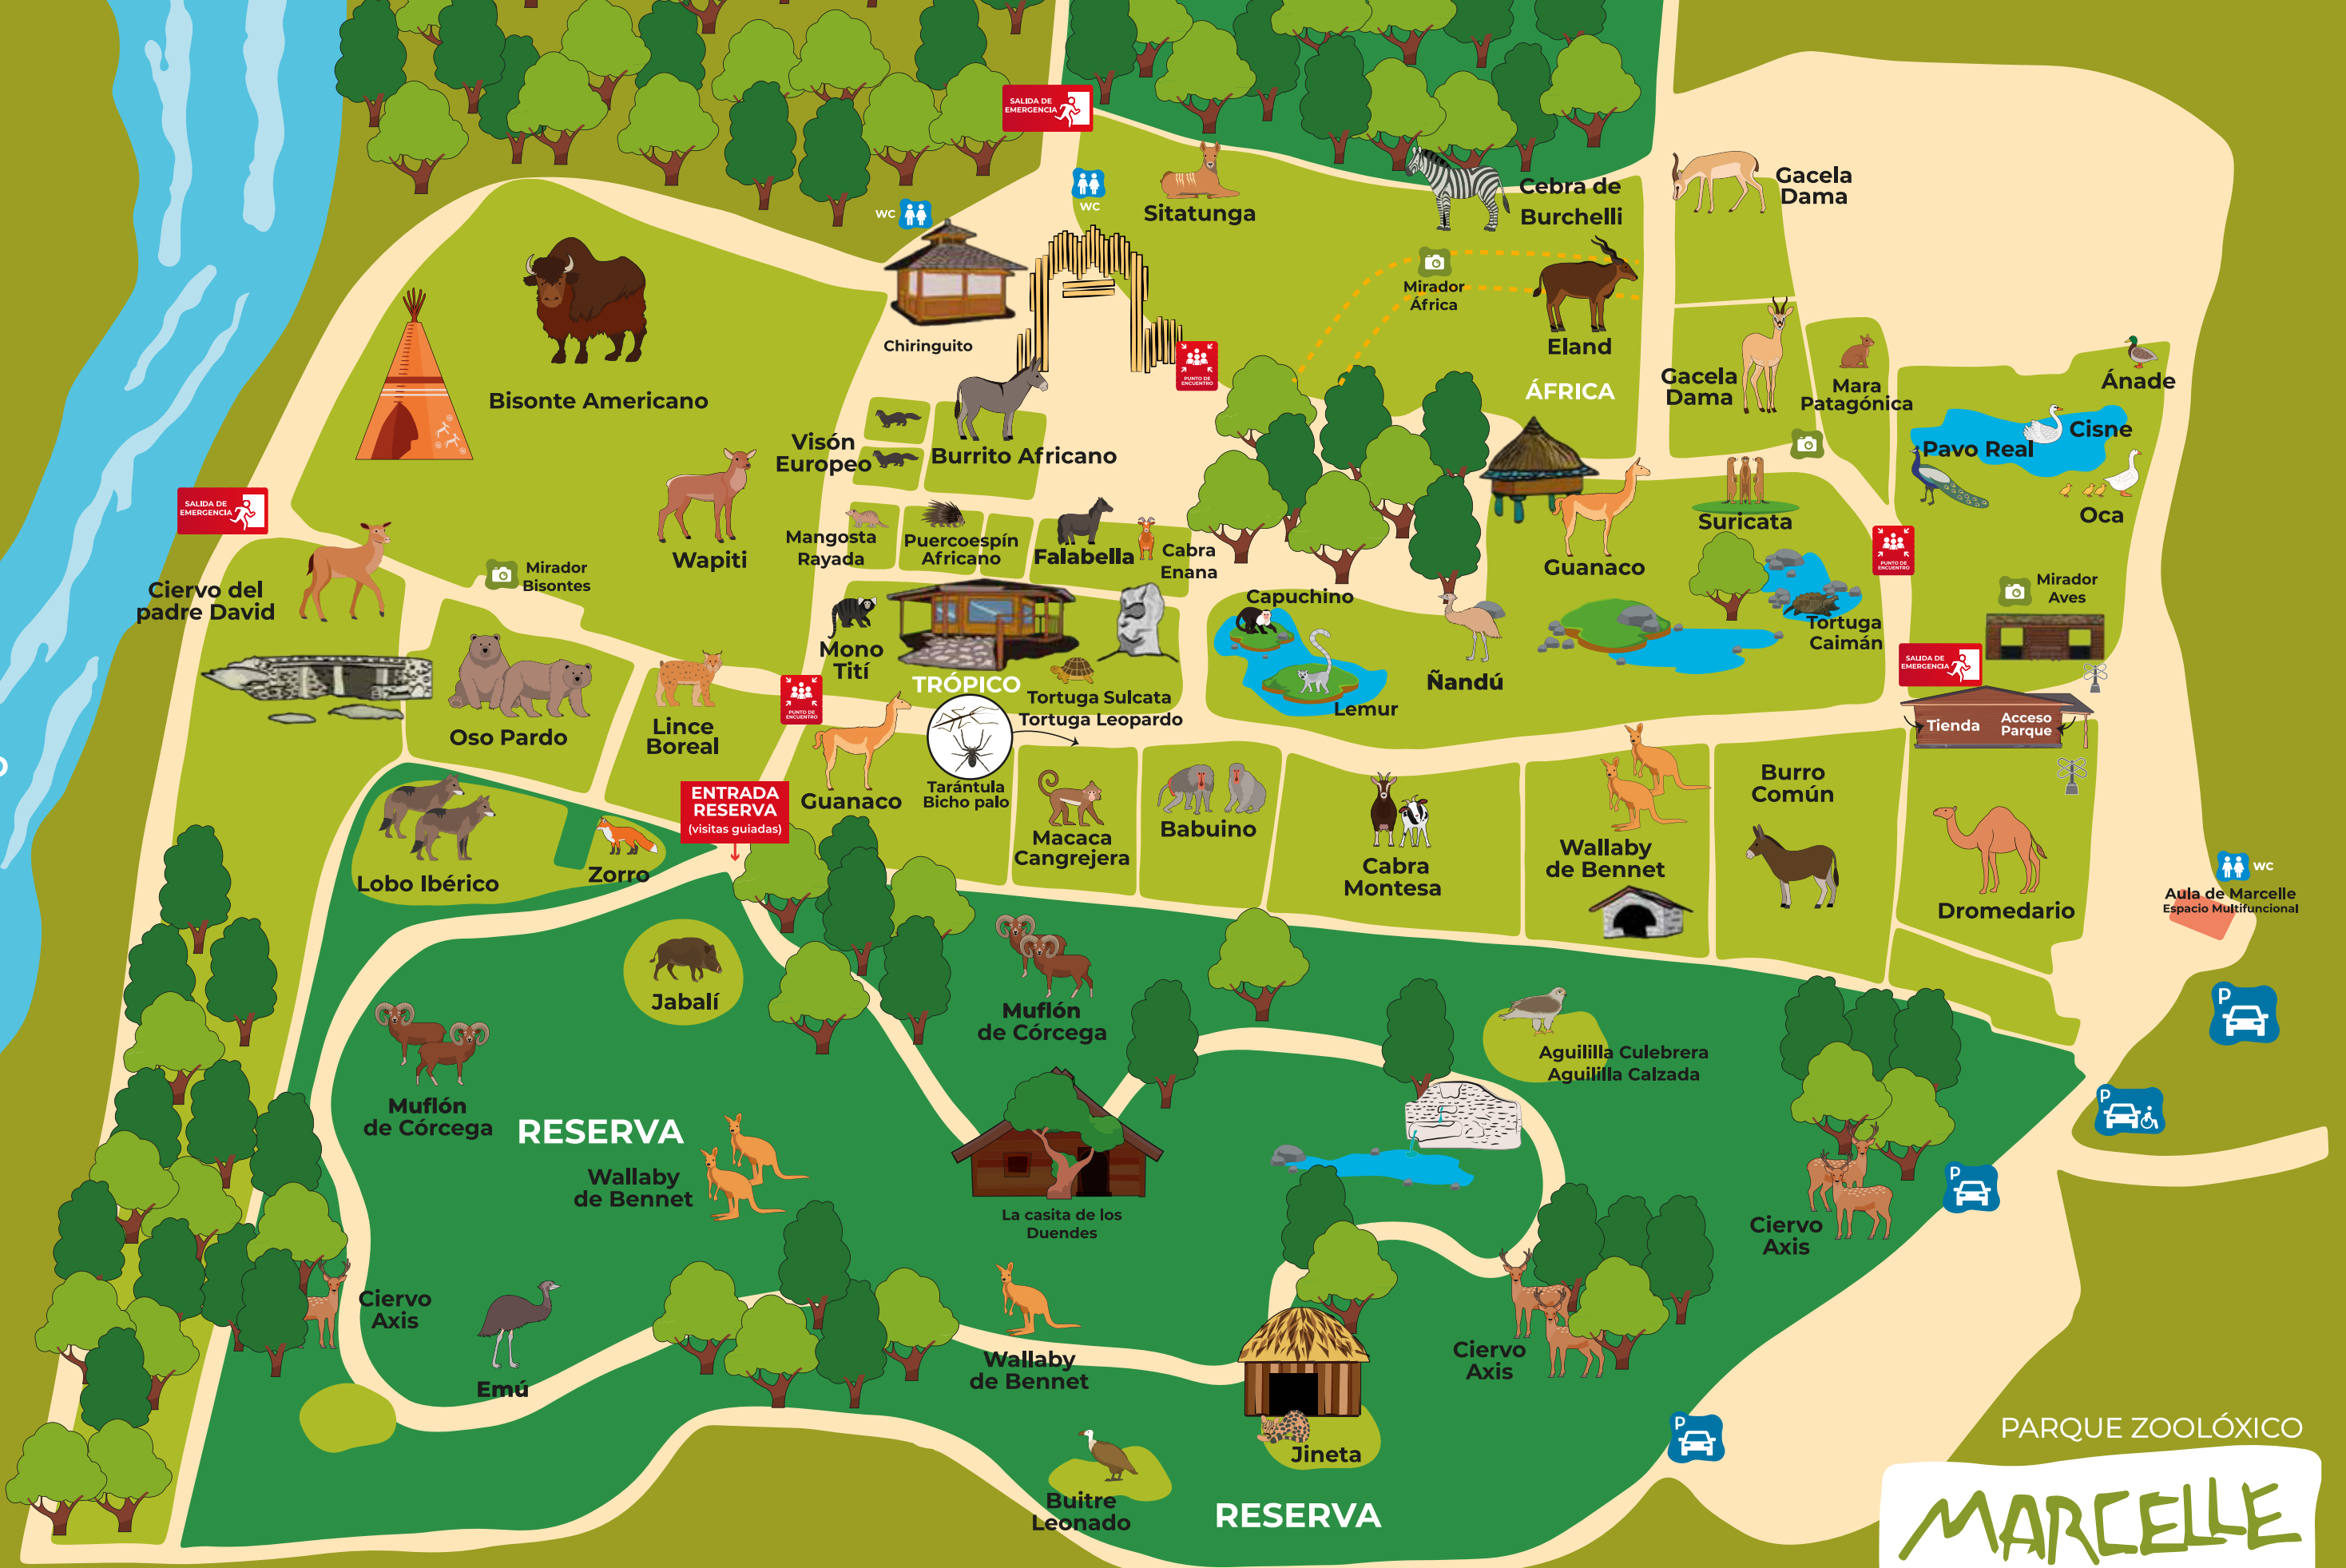 SALIDA DE
EMERGENCIA
WC
WC
Sitatunga
Cebra de
Burchelli
Gacela
Dama
Mirador
África
Eland
ÁFRICA
Chiringuito
PUNTO DE
ENCUENTRO
Bisonte Americano
Visón
Europeo
Burrito Africano
Gacela
Dama
Mara
Patagónica
Ánade
Cisne
Pavo Real
Oca
SALIDA DE
EMERGENCIA
Wapiti
Mangosta
Rayada
Puercoespín
Africano
Falabella
Cabra
Enana
Guanaco
Suricata
PUNTO DE
ENCUENTRO
Ciervo del
padre David
Mirador
Bisontes
Mono
Tití
Capuchino
Lemur
Ñandú
Tortuga
Caimán
Mirador
Aves
SALIDA DE
EMERGENCIA
Tienda
Acceso
Parque
Oso Pardo
Lince
Boreal
PUNTO DE
ENCUENTRO
TRÓPICO
Tortuga Sulcata
Tortuga Leopardo
Guanaco
Tarántula
Bicho palo
Macaca
Cangrejera
Babuino
Cabra
Montesa
Wallaby
de Bennet
Burro
Común
Dromedario
WC
Aula de Marcelle
Espacio Multifuncional
ENTRADA
RESERVA
(visitas guiadas)
Lobo Ibérico
Zorro
Jabalí
Muflón
de Córcega
Muflón
de Córcega
Aguililla Culebrera
Aguililla Calzada
P
P
P
RESERVA
Wallaby
de Bennet
La casita de los
Duendes
Ciervo
Axis
Ciervo
Axis
Emú
Wallaby
de Bennet
Ciervo
Axis
Jineta
P
Buitre
Leonado
RESERVA
PARQUE ZOOLÓXICO
MARCELLE